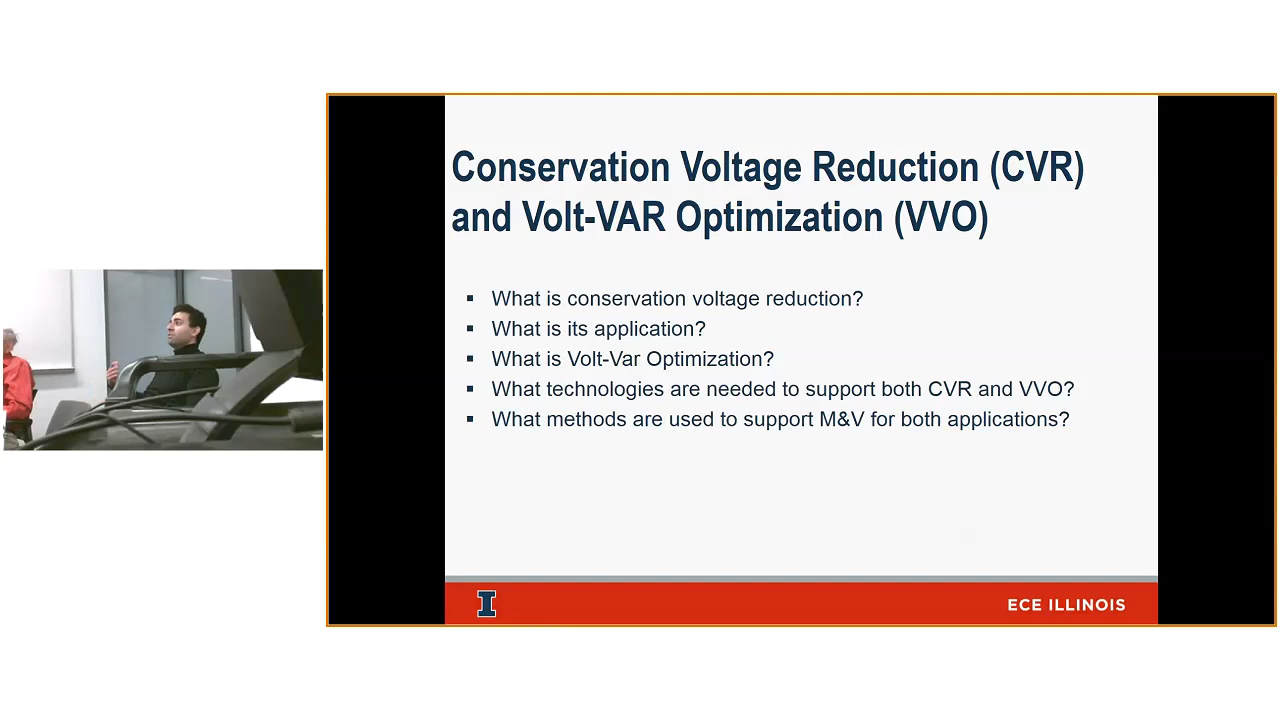 Conservation Voltage Reduction (CVR)
and Volt-VAR Optimization (VVO)
▪ What is conservation voltage reduction?
▪ What is its application?
▪ What is Volt-Var Optimization?
▪ What technologies are needed to support both CVR and VVO?
▪ What methods are used to support M&V for both applications?
I
ECE ILLINOIS